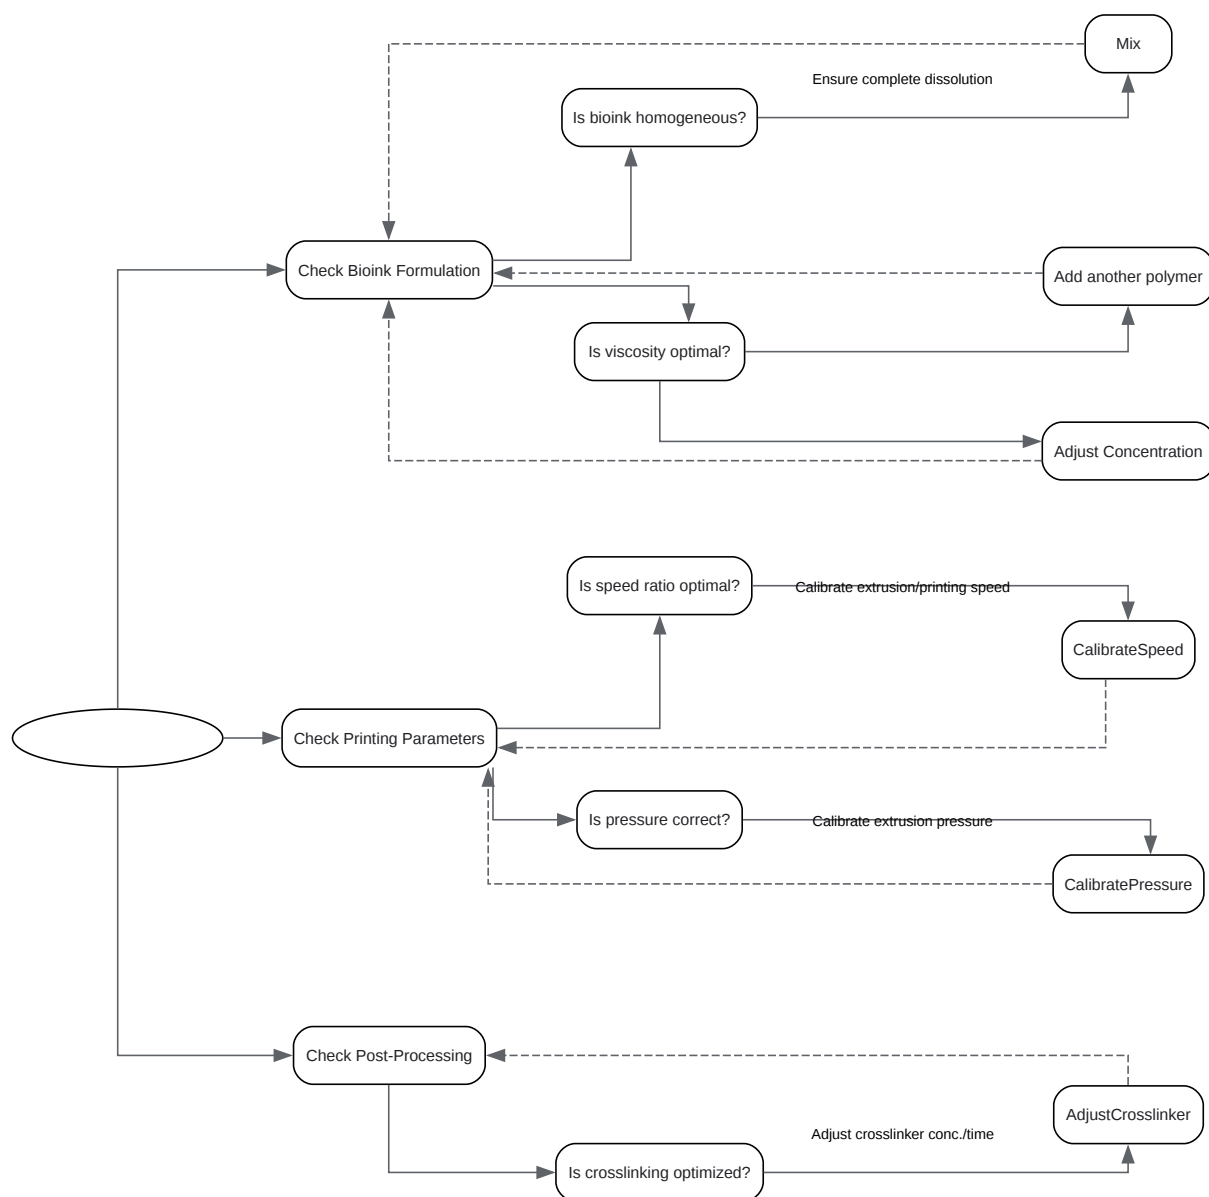 Mix
Ensure complete dissolution
Is bioink homogeneous?
Check Bioink Formulation
Add another polymer
Is viscosity optimal?
Adjust Concentration
Is speed ratio optimal?
Calibrate extrusion/printing speed
CalibrateSpeed
Check Printing Parameters
Is pressure correct?
Calibrate extrusion pressure
CalibratePressure
Check Post-Processing
AdjustCrosslinker
Adjust crosslinker conc./time
Is crosslinking optimized?